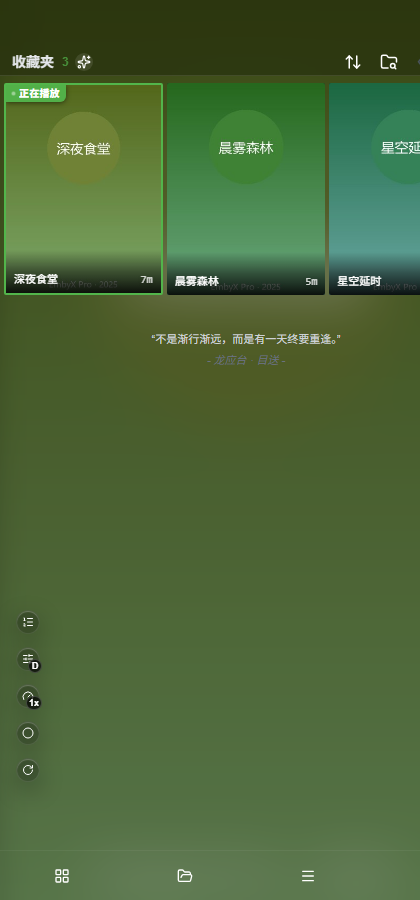 收藏夹 3
正在播放
深夜食堂
晨雾森林
星空延
深夜食堂 7m
晨雾森林 5m
星空延时
“不是渐行渐远，而是有一天终要重逢。”
- 龙应台 - 目送 -
D
1x